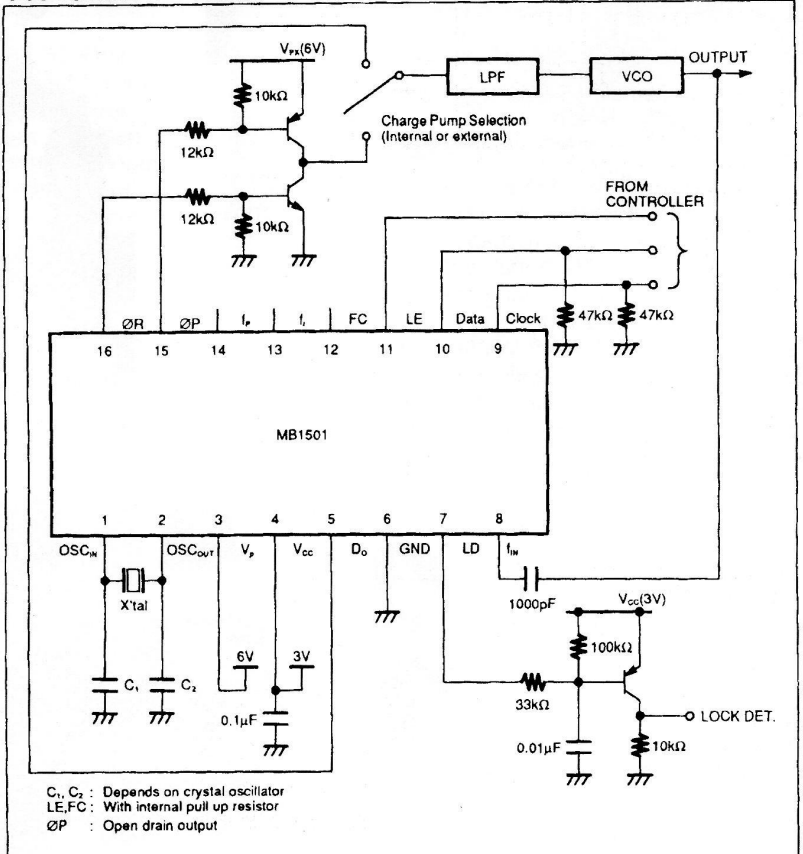 VPX(6V)
OUTPUT
10kΩ
LPF
VCO
Charge Pump Selection
(Internal or external)
12kΩ
FROM
CONTROLLER
12kΩ
10kΩ
47kΩ 47kΩ
ØR ØP fP fr FC LE Data Clock
16 15 14 13 12 11 10 9
MB1501
1 2 3 4 5 6 7 8
OSCIN OSCOUT Vp VCC DO GND LD fIN
X'tal
1000pF
VCC(3V)
6V 3V
100kΩ
C1 C2
33kΩ
0.1µF
LOCK DET.
0.01µF
10kΩ
C1, C2 : Depends on crystal oscillator
LE,FC : With internal pull up resistor
ØP : Open drain output